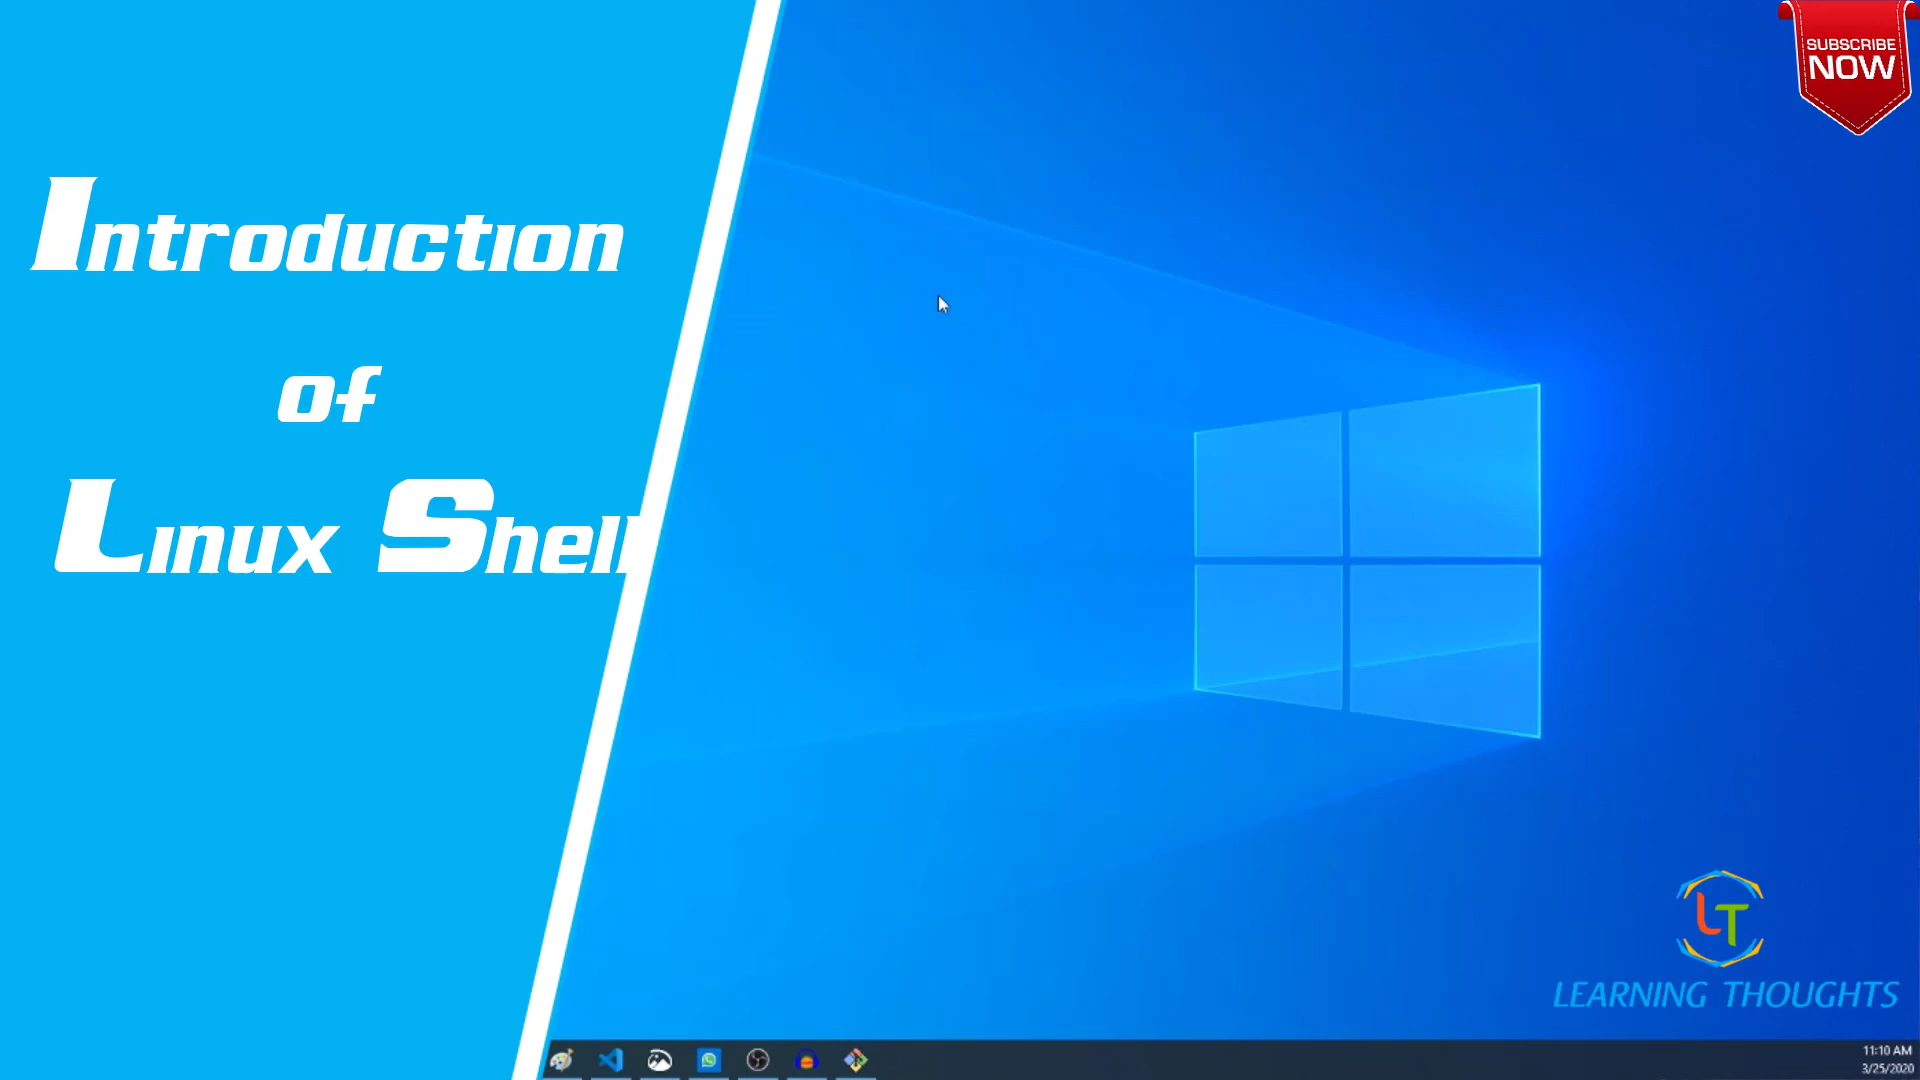 Introduction
of
Linux Shell
SUBSCRIBE
NOW
LT
LEARNING THOUGHTS
11:10 AM
3/25/2020